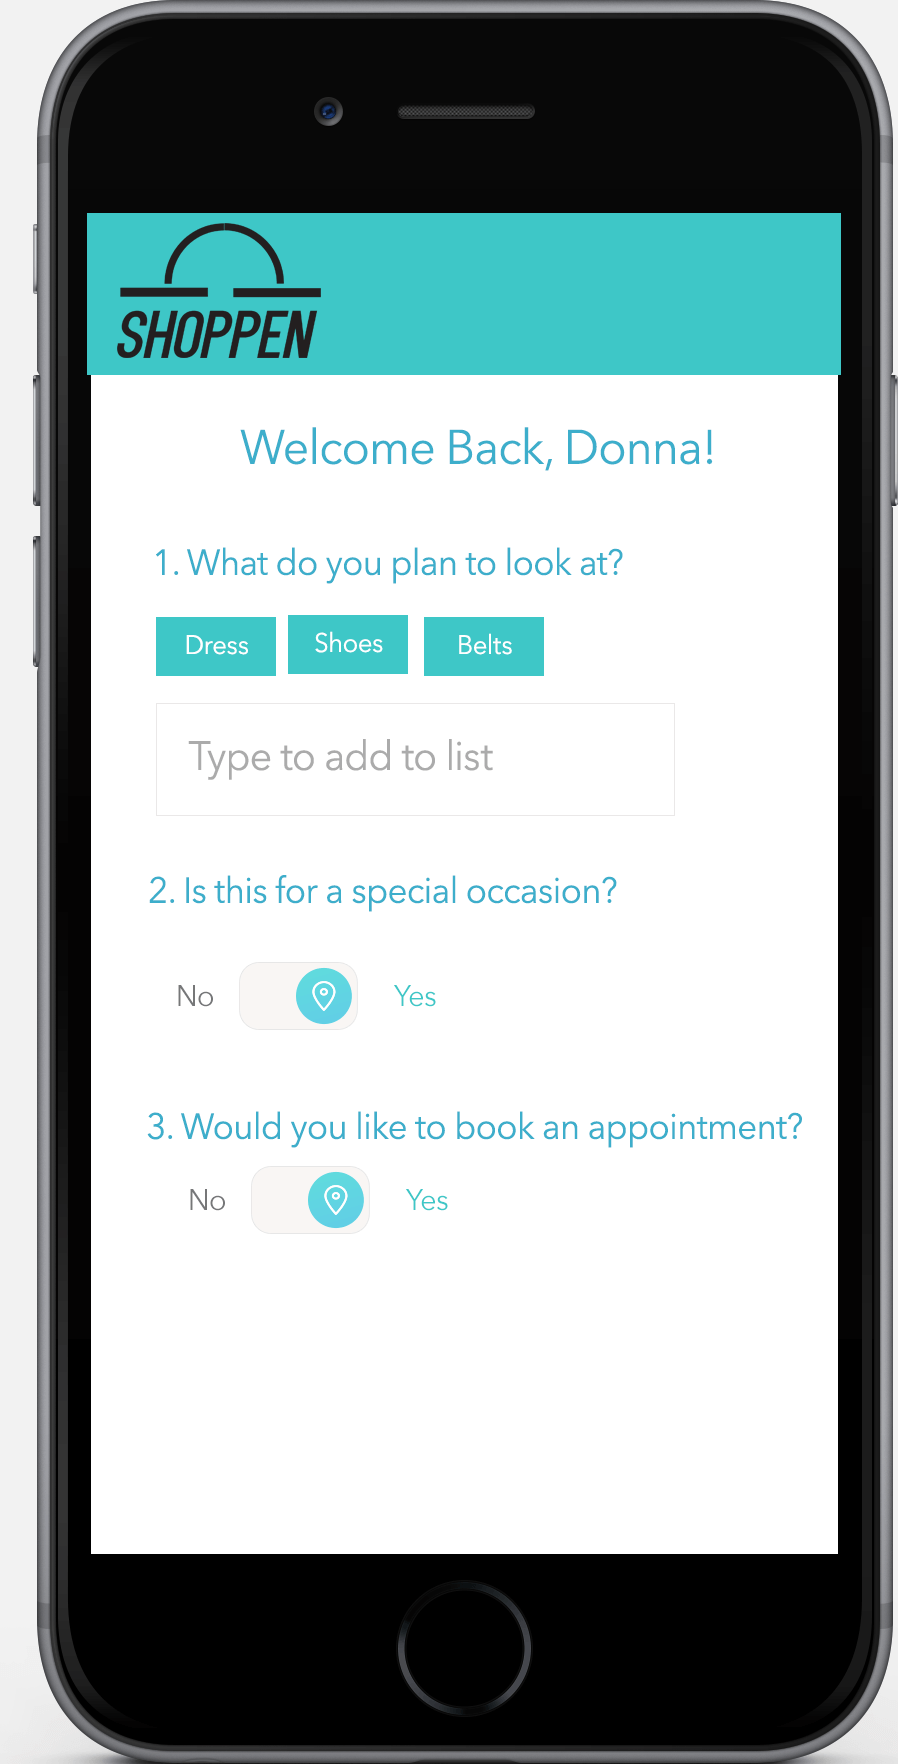 SHOPPEN
Welcome Back, Donna!
1. What do you plan to look at?
Dress Shoes Belts
Type to add to list
2. Is this for a special occasion?
No Yes
3. Would you like to book an appointment?
No Yes